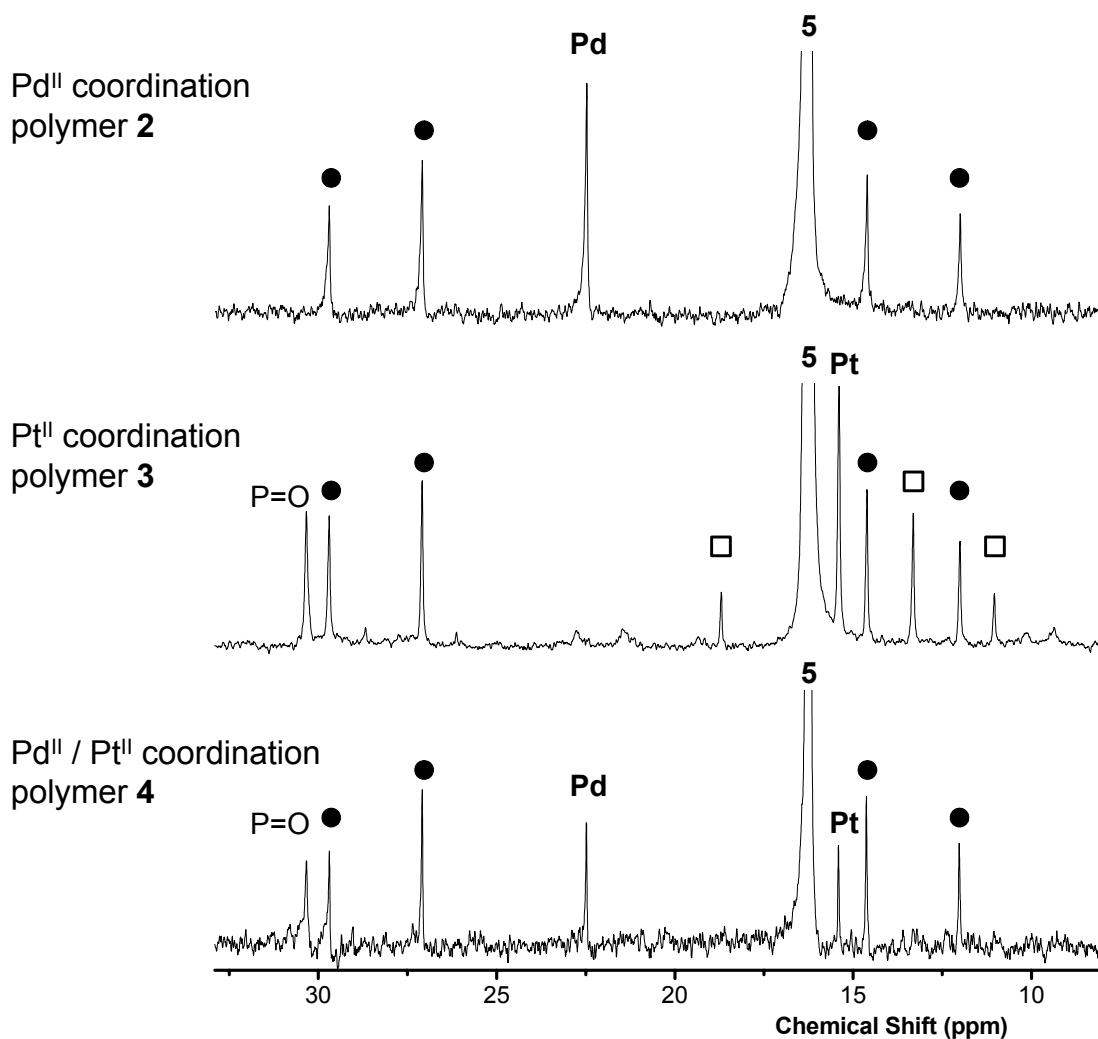 5
Pd
Pd^II coordination
polymer 2
5 Pt
Pt^II coordination
polymer 3
P=O
5
Pd^II / Pt^II coordination
polymer 4
Pd
P=O
Pt
30 25 20 15 10
Chemical Shift (ppm)